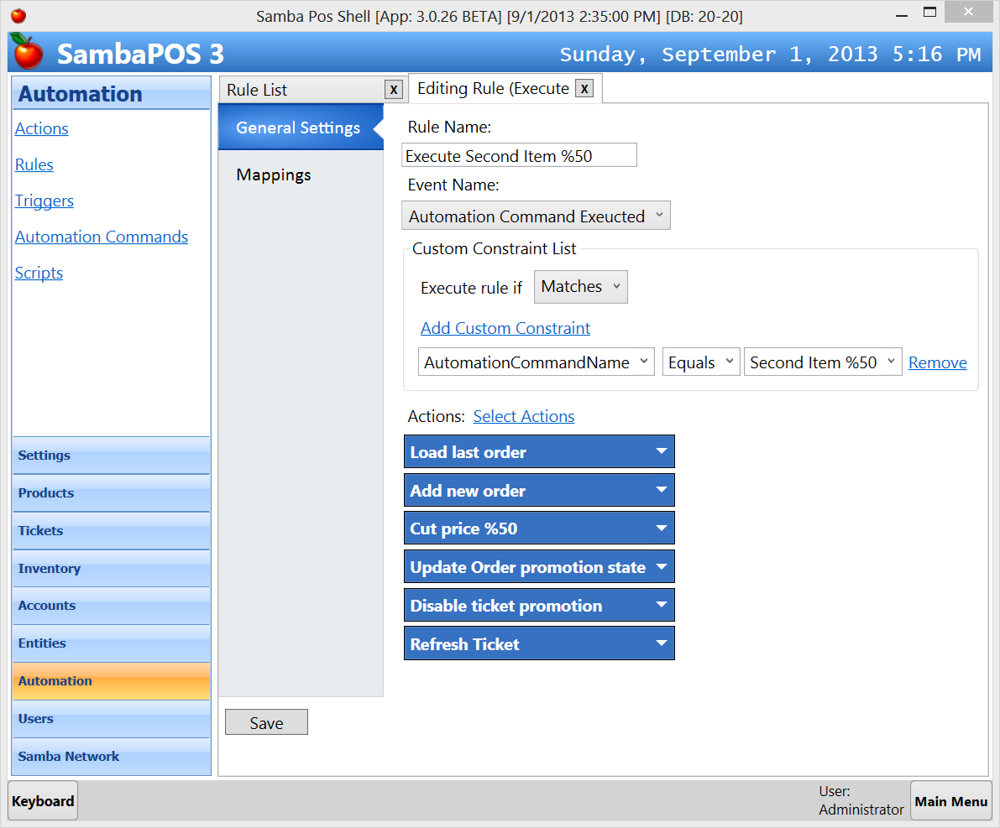 Samba Pos Shell [App: 3.0.26 BETA] [9/1/2013 2:35:00 PM] [DB: 20-20]
SambaPOS 3
Sunday, September 1, 2013 5:16 PM
Automation
Actions
Rules
Triggers
Automation Commands
Scripts
Settings
Products
Tickets
Inventory
Accounts
Entities
Automation
Users
Samba Network
Rule List x
Editing Rule (Execute x
General Settings
Mappings
Rule Name:
Execute Second Item %50
Event Name:
Automation Command Exeucted
Custom Constraint List
Execute rule if Matches
Add Custom Constraint
AutomationCommandName Equals Second Item %50 Remove
Actions: Select Actions
Load last order
Add new order
Cut price %50
Update Order promotion state
Disable ticket promotion
Refresh Ticket
Save
Keyboard
User:
Administrator
Main Menu